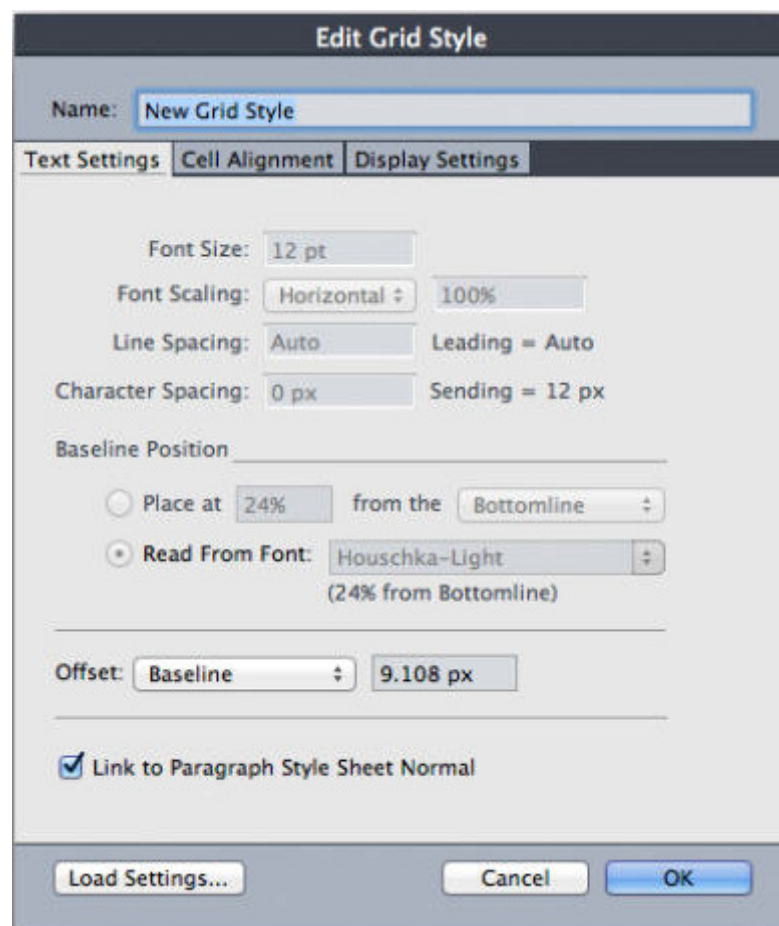 Edit Grid Style
Name: New Grid Style
Text Settings Cell Alignment Display Settings
Font Size: 12 pt
Font Scaling: Horizontal 100%
Line Spacing: Auto Leading = Auto
Character Spacing: 0 px Sending = 12 px
Baseline Position
Place at 24% from the Bottomline
Read From Font: Houschka-Light
(24% from Bottomline)
Offset: Baseline 9.108 px
Link to Paragraph Style Sheet Normal
Load Settings... Cancel OK